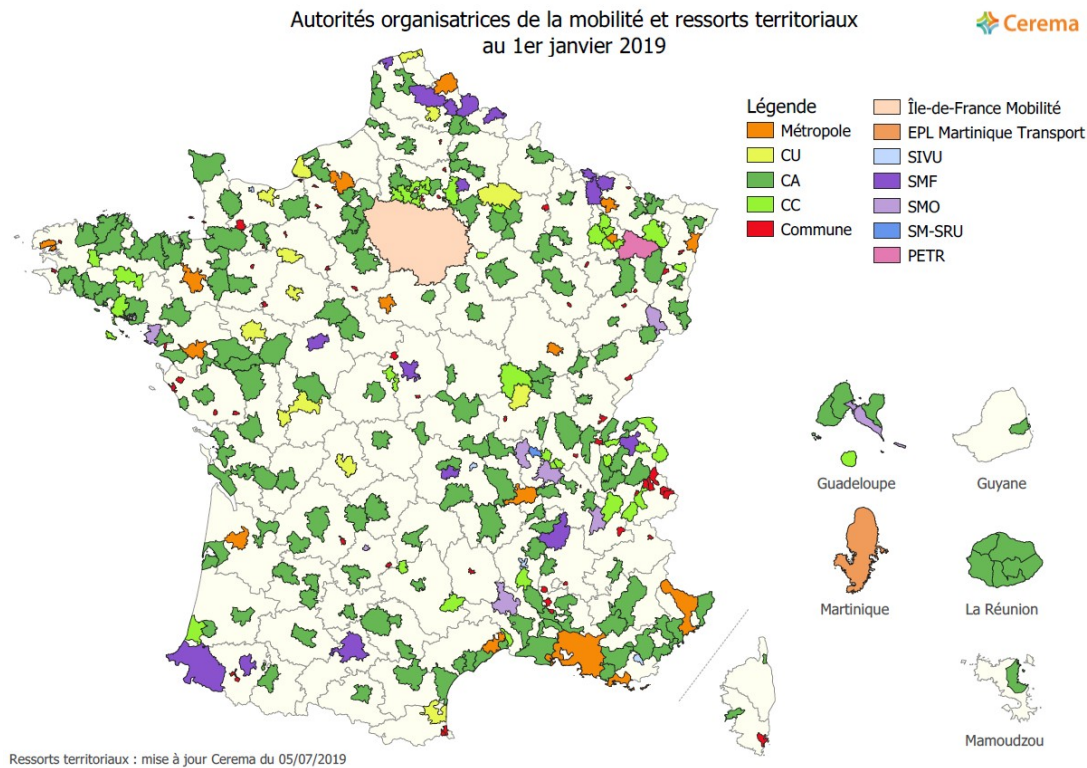 Autorités organisatrices de la mobilité et ressorts territoriaux
au 1er janvier 2019
Cerema
Légende
Métropole
CU
CA
CC
Commune
Île-de-France Mobilité
EPL Martinique Transport
SIVU
SMF
SMO
SM-SRU
PETR
Guadeloupe
Guyane
Martinique
La Réunion
Mamoudzou
Ressorts territoriaux : mise à jour Cerema du 05/07/2019